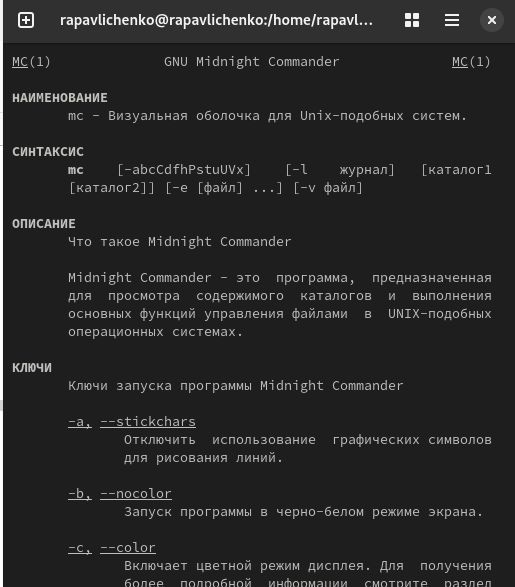 rapavlichenko@rapavlichenko:/home/rapavl...
MC(1) GNU Midnight Commander MC(1)
НАИМЕНОВАНИЕ
mc - Визуальная оболочка для Unix-подобных систем.
СИНТАКСИС
mc [-abcCdfhPstuUVx] [-l журнал] [каталог1
[каталог2]] [-e [файл] ...] [-v файл]
ОПИСАНИЕ
Что такое Midnight Commander
Midnight Commander - это программа, предназначенная
для просмотра содержимого каталогов и выполнения
основных функций управления файлами в UNIX-подобных
операционных системах.
КЛЮЧИ
Ключи запуска программы Midnight Commander
-a, --stickchars
Отключить использование графических символов
для рисования линий.
-b, --nocolor
Запуск программы в черно-белом режиме экрана.
-c, --color
Включает цветной режим дисплея. Для получения
более подробной информации смотрите раздел